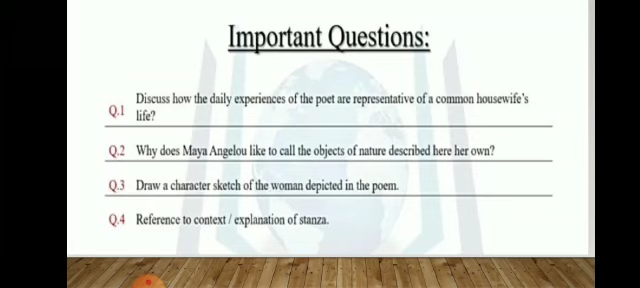 Important Questions:
Discuss how the daily experiences of the poet are representative of a common housewife's
Q.1 life?
Q.2 Why does Maya Angelou like to call the objects of nature described here her own?
Q.3 Draw a character sketch of the woman depicted in the poem.
Q.4 Reference to context / explanation of stanza.